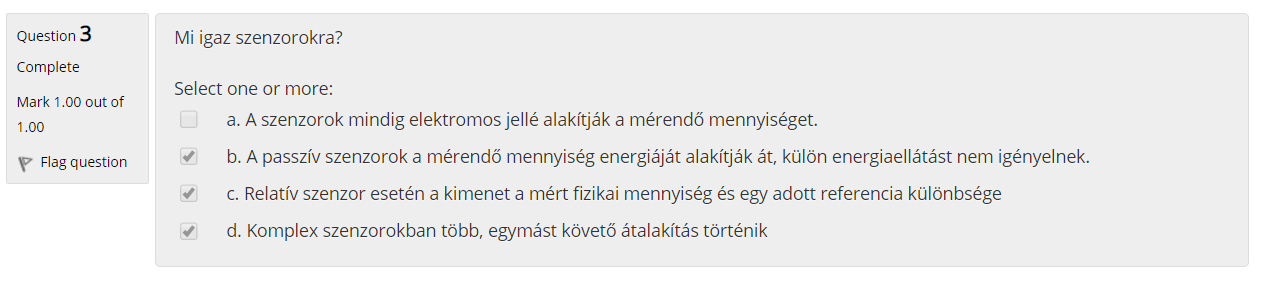 Question 3
Complete
Mark 1.00 out of
1.00
Flag question
Mi igaz szenzorokra?
Select one or more:
a. A szenzorok mindig elektromos jellé alakítják a mérendő mennyiséget.
b. A passzív szenzorok a mérendő mennyiség energiáját alakítják át, külön energiaellátást nem igényelnek.
c. Relatív szenzor esetén a kimenet a mért fizikai mennyiség és egy adott referencia különbsége
d. Komplex szenzorokban több, egymást követő átalakítás történik